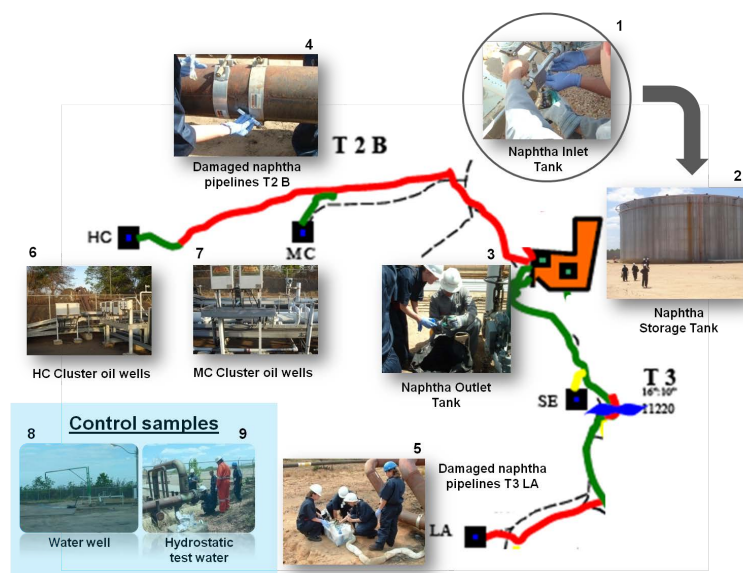 1
Naphtha Inlet
Tank
2
Naphtha
Storage Tank
3
Naphtha Outlet
Tank
4
Damaged naphtha
pipelines T2 B
T 2 B
HC
MC
6
HC Cluster oil wells
7
MC Cluster oil wells
SE
T 3
16":10"
11220
Control samples
8
Water well
9
Hydrostatic
test water
5
Damaged naphtha
pipelines T3 LA
LA